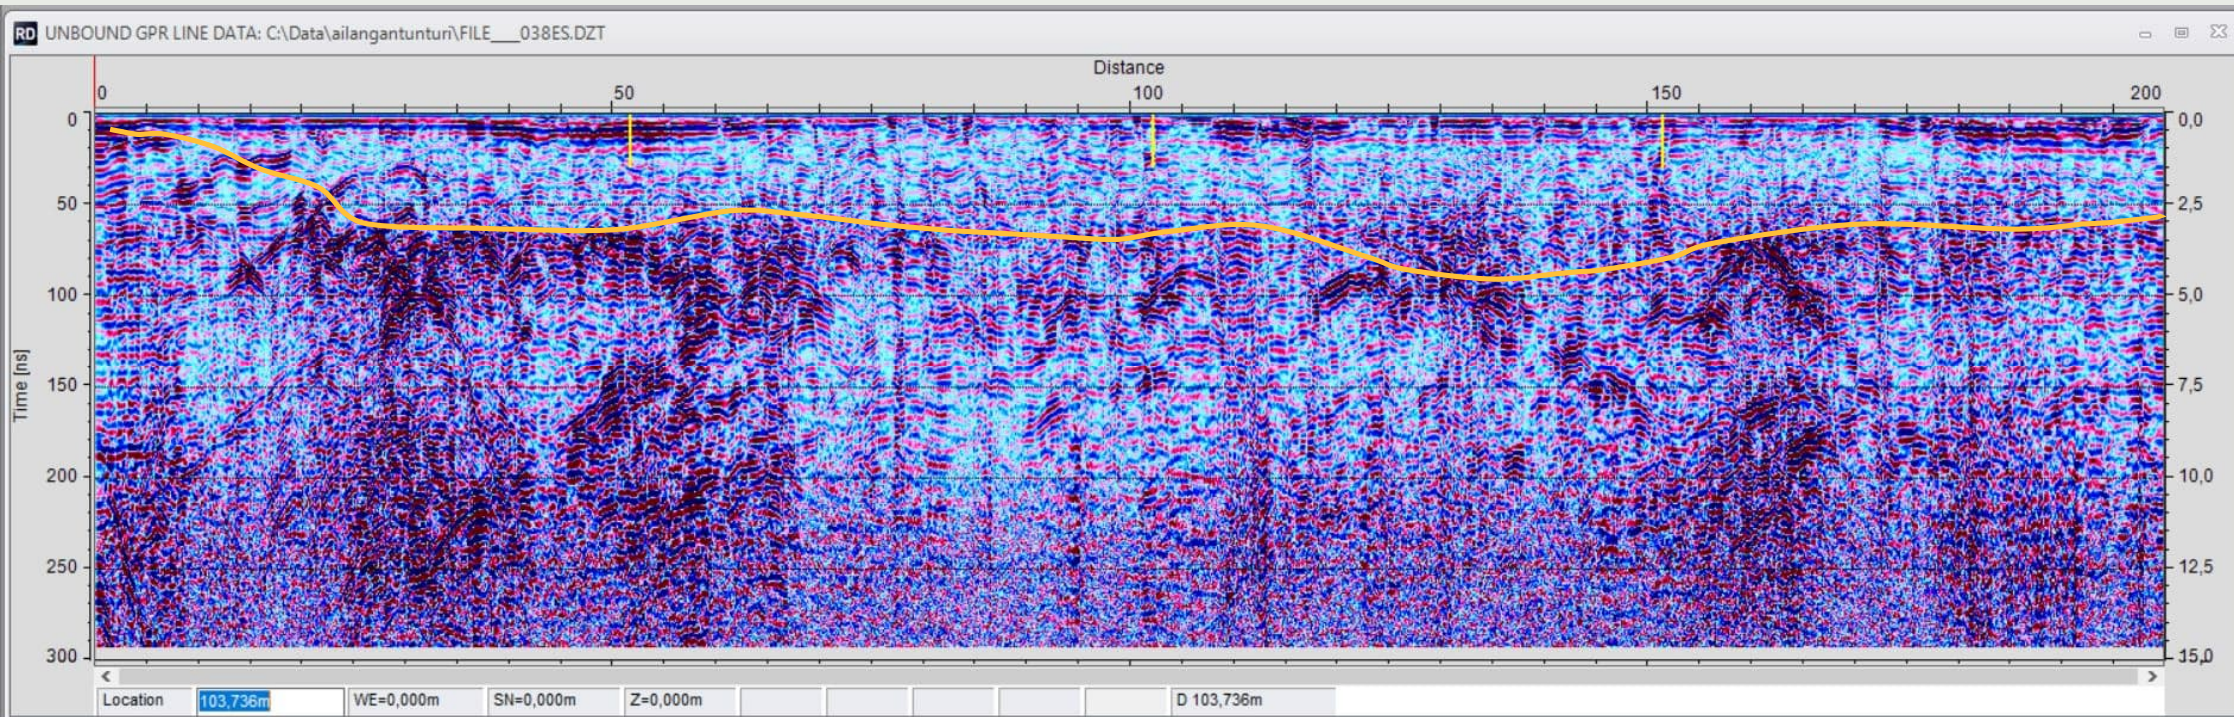 RD UNBOUND GPR LINE DATA: C:\Data\ailangantunturi\FILE___038ES.DZT
Distance
0 50 100 150 200
0 0,0
50 2,5
100 5,0
150 7,5
200 10,0
250 12,5
300 15,0
Time [ns]
Location 103,736m WE=0,000m SN=0,000m Z=0,000m D 103,736m